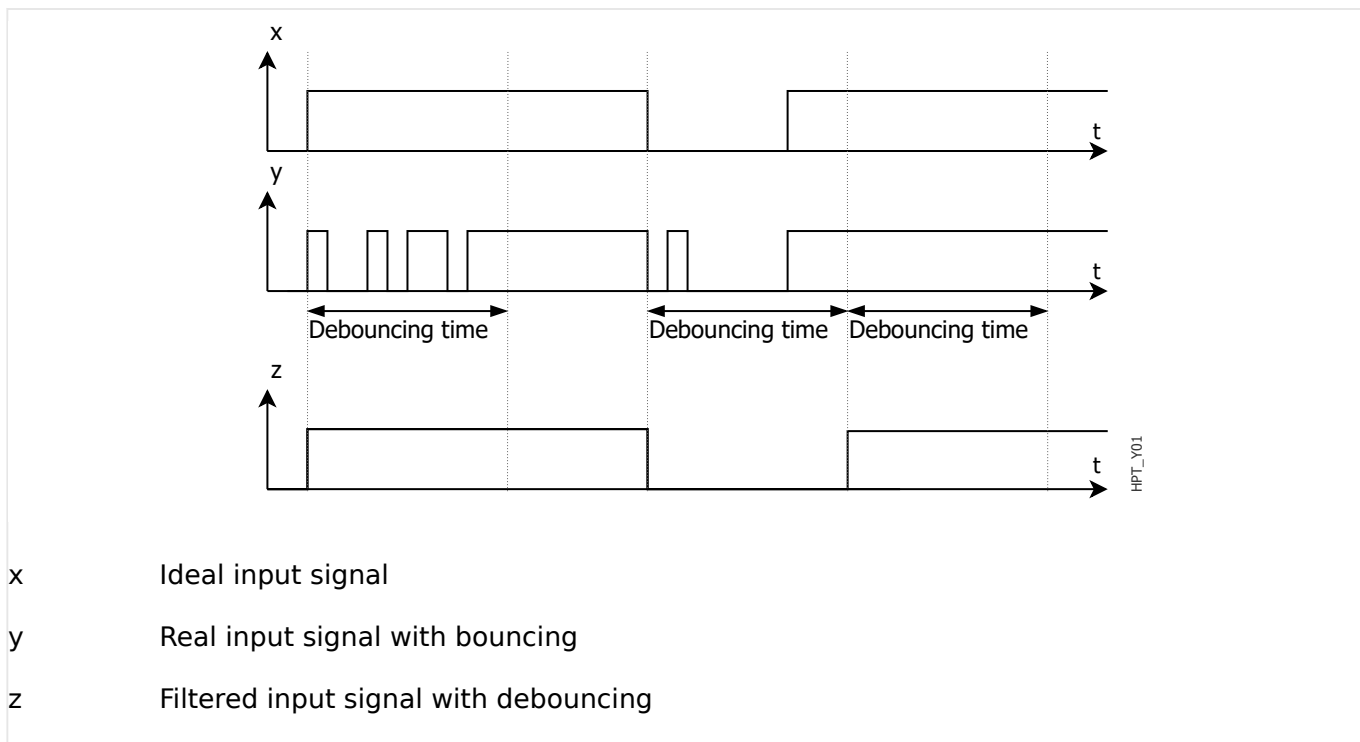 x
t
y
t
Debouncing time Debouncing time Debouncing time
z
t
HPT_Y01
x Ideal input signal
y Real input signal with bouncing
z Filtered input signal with debouncing